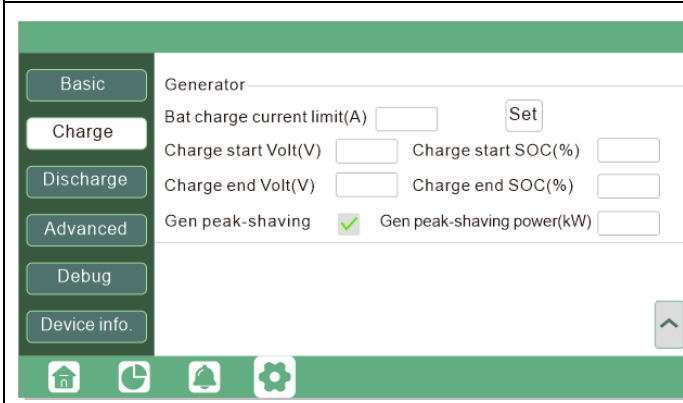 Basic
Charge
Discharge
Advanced
Debug
Device info.
Generator
Bat charge current limit(A) Set
Charge start Volt(V) Charge start SOC(%)
Charge end Volt(V) Charge end SOC(%)
Gen peak-shaving Gen peak-shaving power(kW)